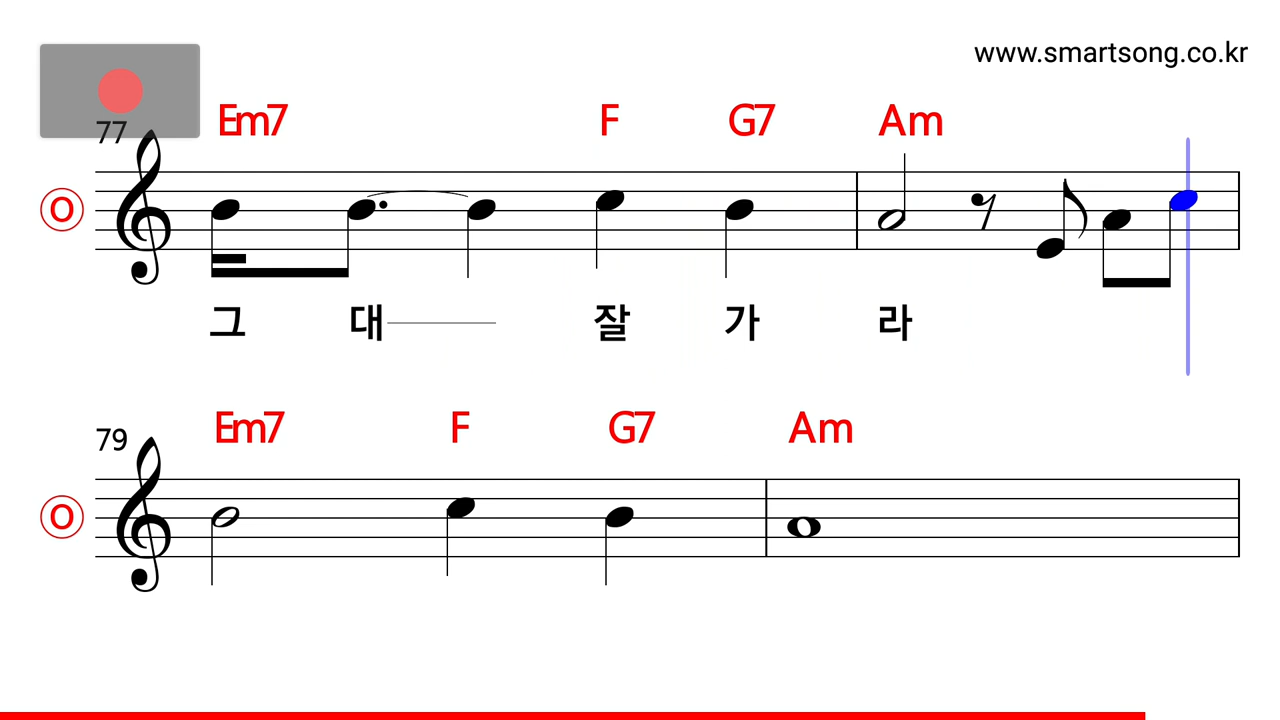 www.smartsong.co.kr
77 Em7 F G7 Am
O
그 대 잘 가 라
79 Em7 F G7 Am
O